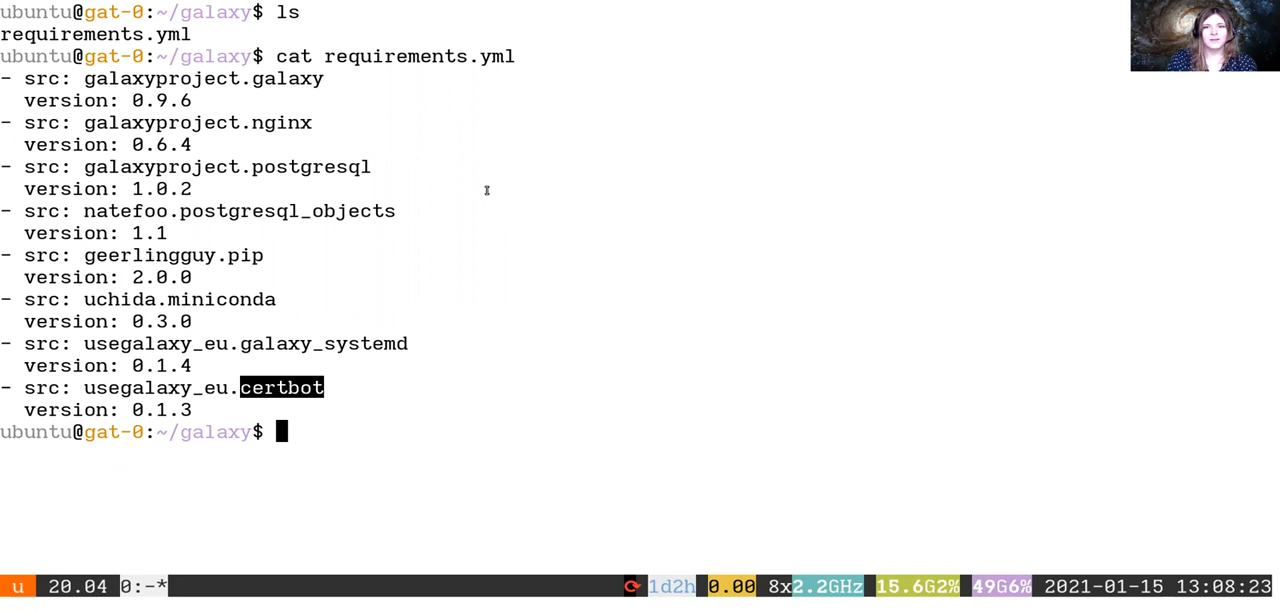 ubuntu@gat-0:~/galaxy$ ls
requirements.yml
ubuntu@gat-0:~/galaxy$ cat requirements.yml
- src: galaxyproject.galaxy
  version: 0.9.6
- src: galaxyproject.nginx
  version: 0.6.4
- src: galaxyproject.postgresql
  version: 1.0.2
- src: natefoo.postgresql_objects
  version: 1.1
- src: geerlingguy.pip
  version: 2.0.0
- src: uchida.miniconda
  version: 0.3.0
- src: usegalaxy_eu.galaxy_systemd
  version: 0.1.4
- src: usegalaxy_eu.certbot
  version: 0.1.3
ubuntu@gat-0:~/galaxy$
u 20.04 0:-* 1d2h 0.00 8x2.2GHz 15.6G2% 49G6% 2021-01-15 13:08:23